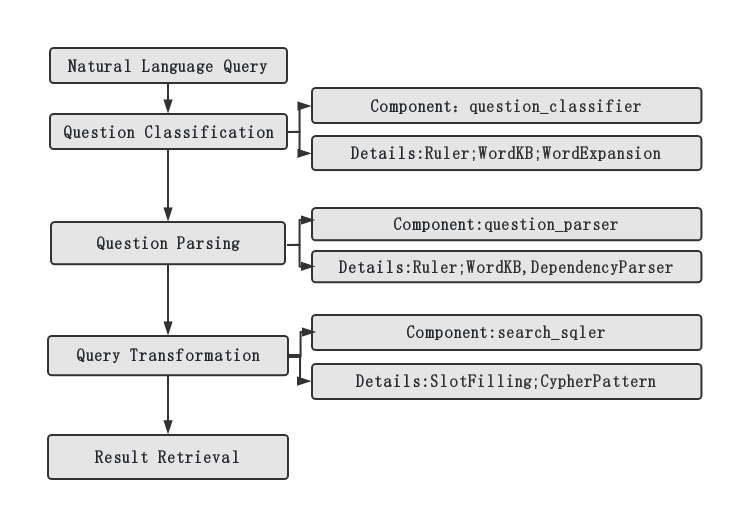 Natural Language Query
Question Classification
Component: question_classifier
Details:Ruler;WordKB;WordExpansion
Question Parsing
Component:question_parser
Details:Ruler;WordKB,DependencyParser
Query Transformation
Component:search_sqler
Details:SlotFilling;CypherPattern
Result Retrieval